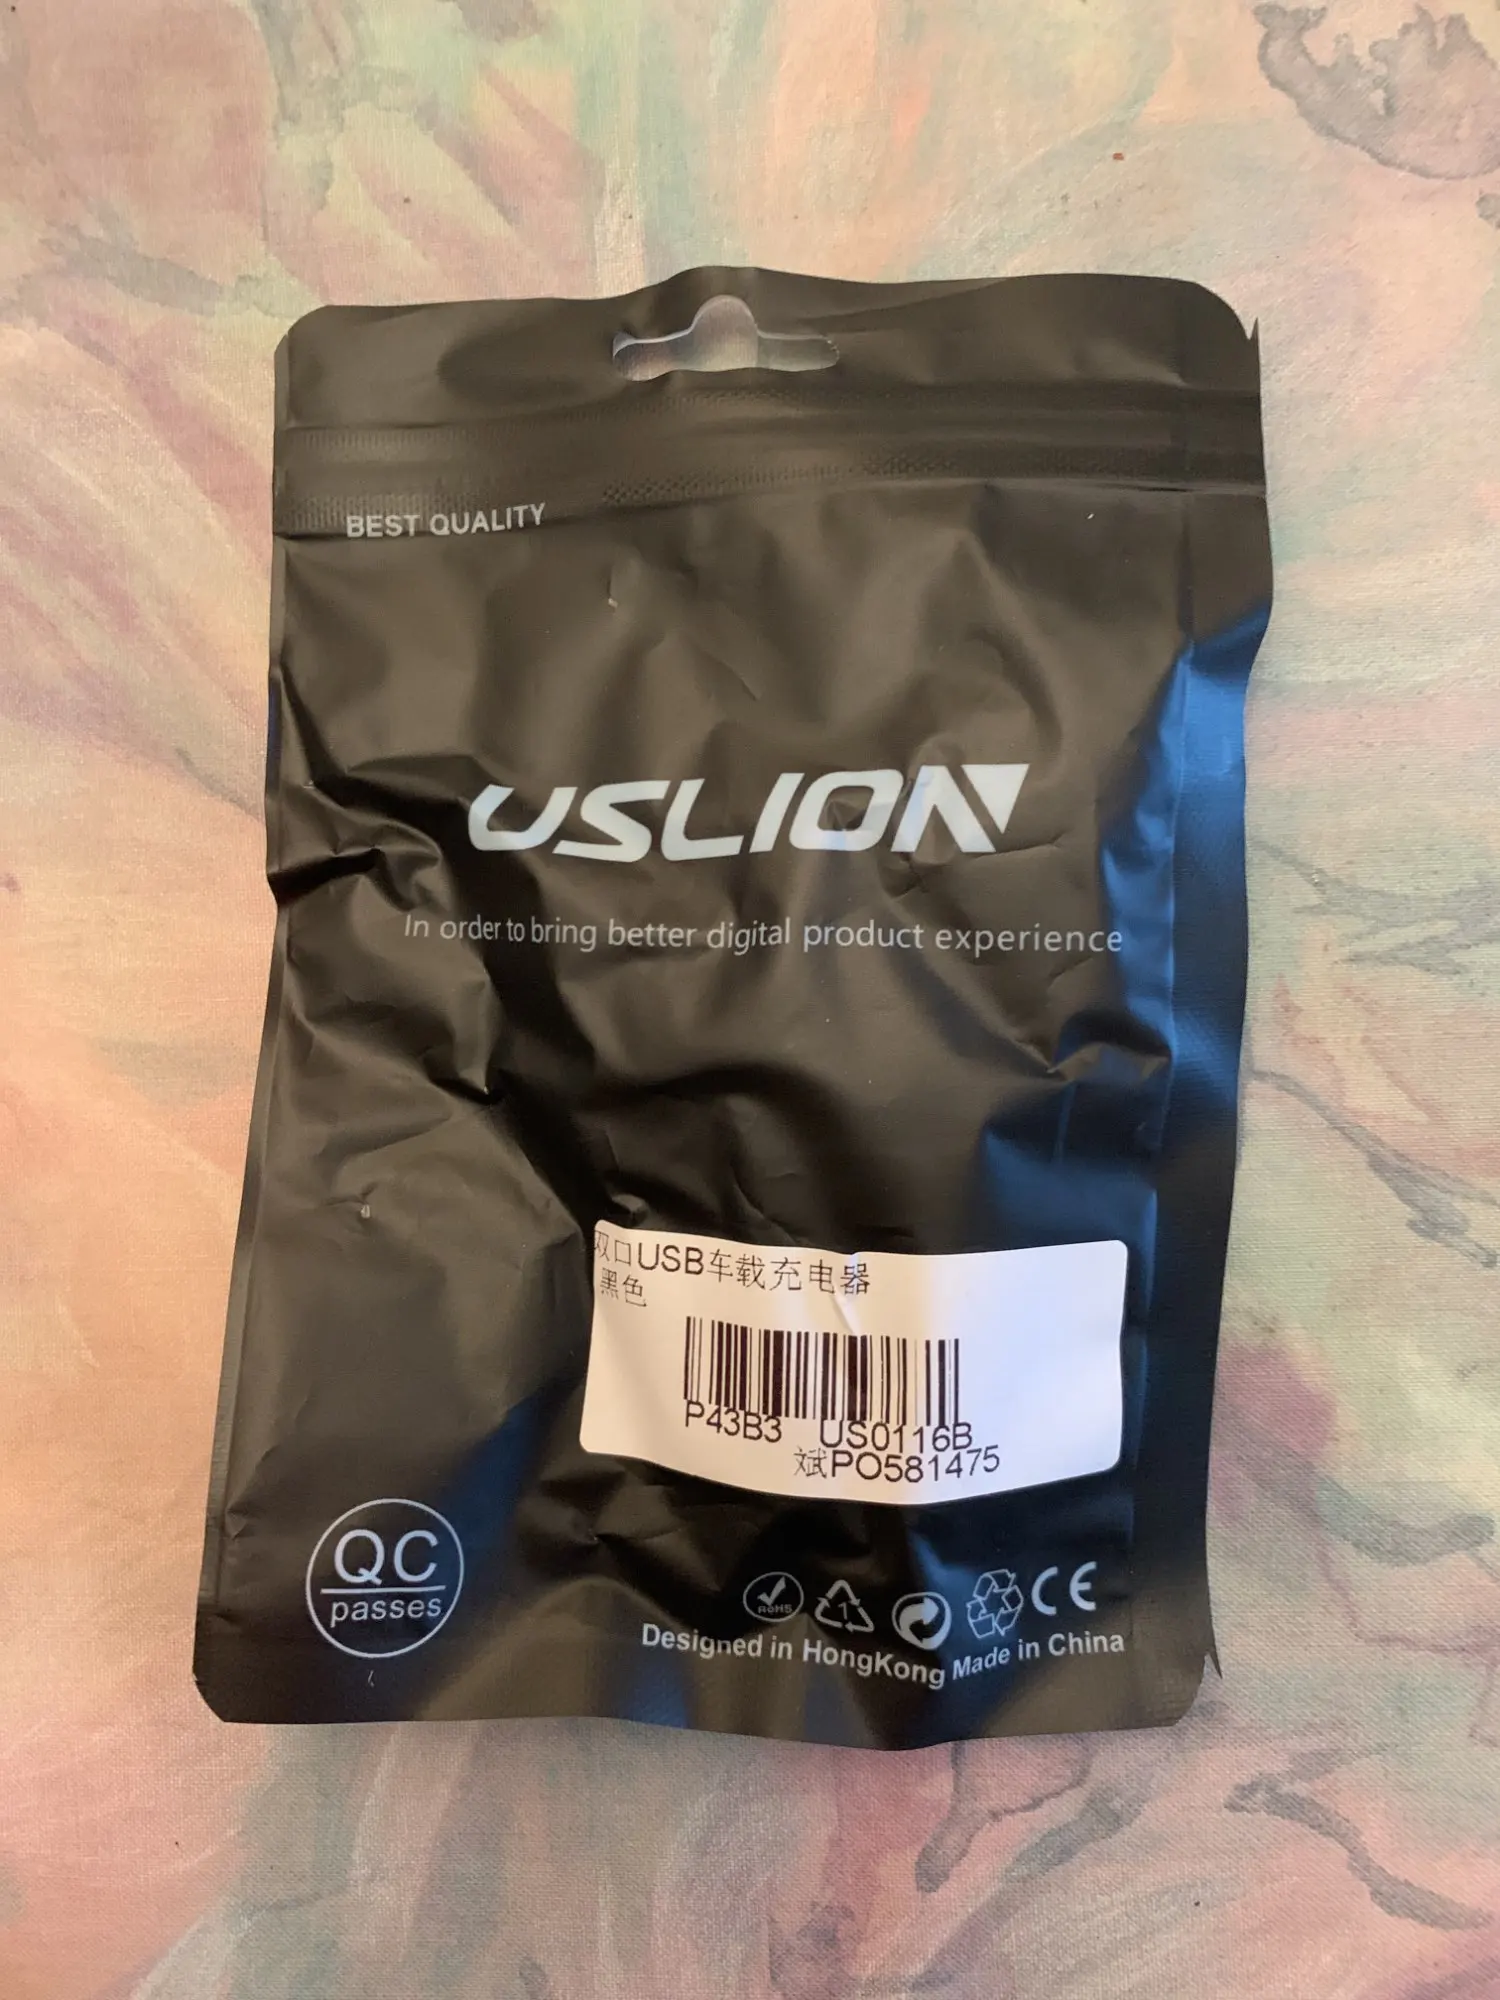 BEST QUALITY
USLION
In order to bring better digital product experience
双口USB车载充电器
黑色
P43B3 US0116B
斌PO581475
QC
passes
RoHS
1
CE
Designed in HongKong Made in China